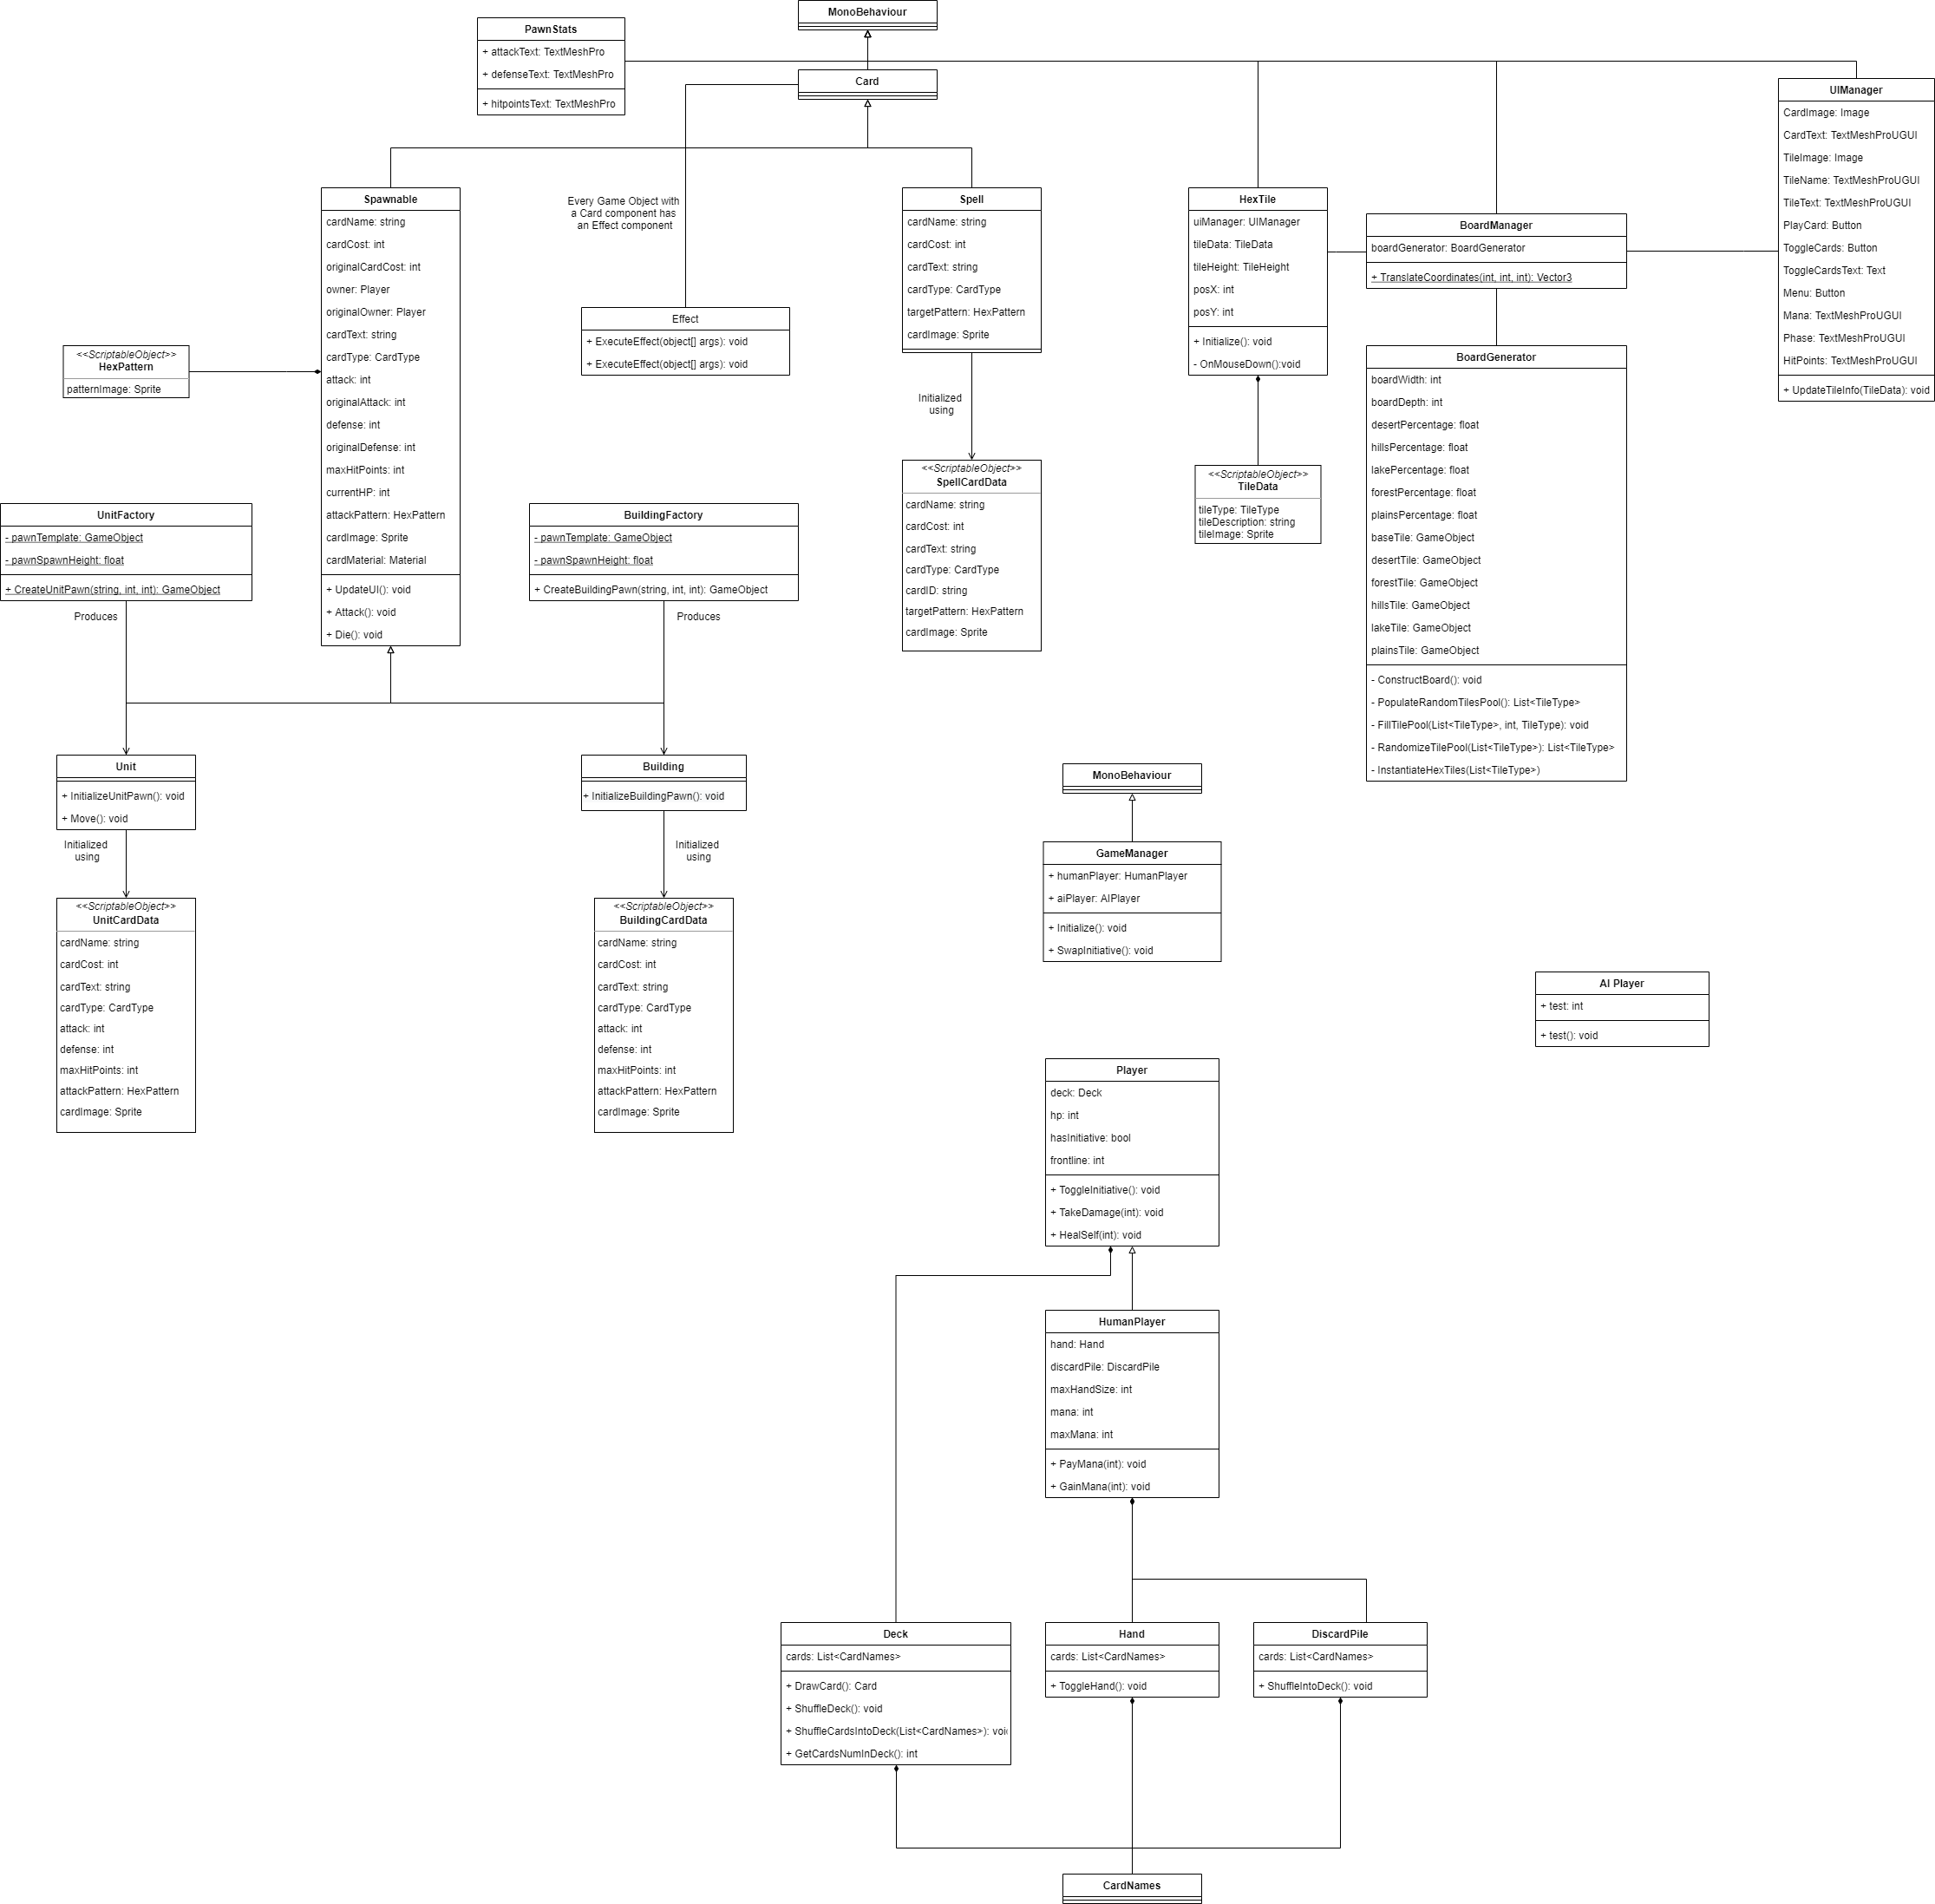 MonoBehaviour
PawnStats
+ attackText: TextMeshPro
+ defenseText: TextMeshPro
+ hitpointsText: TextMeshPro
Card
UIManager
CardImage: Image
CardText: TextMeshProUGUI
TileImage: Image
TileName: TextMeshProUGUI
TileText: TextMeshProUGUI
PlayCard: Button
ToggleCards: Button
ToggleCardsText: Text
Menu: Button
Mana: TextMeshProUGUI
Phase: TextMeshProUGUI
HitPoints: TextMeshProUGUI
+ UpdateTileInfo(TileData): void
Spawnable
cardName: string
cardCost: int
originalCardCost: int
owner: Player
originalOwner: Player
cardText: string
cardType: CardType
attack: int
originalAttack: int
defense: int
originalDefense: int
maxHitPoints: int
currentHP: int
attackPattern: HexPattern
cardImage: Sprite
cardMaterial: Material
+ UpdateUI(): void
+ Attack(): void
+ Die(): void
Every Game Object with
a Card component has
an Effect component
Effect
+ ExecuteEffect(object[] args): void
+ ExecuteEffect(object[] args): void
Spell
cardName: string
cardCost: int
cardText: string
cardType: CardType
targetPattern: HexPattern
cardImage: Sprite
Initialized
using
<<ScriptableObject>>
SpellCardData
cardName: string
cardCost: int
cardText: string
cardType: CardType
cardID: string
targetPattern: HexPattern
cardImage: Sprite
HexTile
uiManager: UIManager
tileData: TileData
tileHeight: TileHeight
posX: int
posY: int
+ Initialize(): void
- OnMouseDown():void
<<ScriptableObject>>
TileData
tileType: TileType
tileDescription: string
tileImage: Sprite
BoardManager
boardGenerator: BoardGenerator
+ TranslateCoordinates(int, int, int): Vector3
BoardGenerator
boardWidth: int
boardDepth: int
desertPercentage: float
hillsPercentage: float
lakePercentage: float
forestPercentage: float
plainsPercentage: float
baseTile: GameObject
desertTile: GameObject
forestTile: GameObject
hillsTile: GameObject
lakeTile: GameObject
plainsTile: GameObject
- ConstructBoard(): void
- PopulateRandomTilesPool(): List<TileType>
- FillTilePool(List<TileType>, int, TileType): void
- RandomizeTilePool(List<TileType>): List<TileType>
- InstantiateHexTiles(List<TileType>)
<<ScriptableObject>>
HexPattern
patternImage: Sprite
UnitFactory
- pawnTemplate: GameObject
- pawnSpawnHeight: float
+ CreateUnitPawn(string, int, int): GameObject
Produces
BuildingFactory
- pawnTemplate: GameObject
- pawnSpawnHeight: float
+ CreateBuildingPawn(string, int, int): GameObject
Produces
Unit
+ InitializeUnitPawn(): void
+ Move(): void
Initialized
using
<<ScriptableObject>>
UnitCardData
cardName: string
cardCost: int
cardText: string
cardType: CardType
attack: int
defense: int
maxHitPoints: int
attackPattern: HexPattern
cardImage: Sprite
Building
+ InitializeBuildingPawn(): void
Initialized
using
<<ScriptableObject>>
BuildingCardData
cardName: string
cardCost: int
cardText: string
cardType: CardType
attack: int
defense: int
maxHitPoints: int
attackPattern: HexPattern
cardImage: Sprite
MonoBehaviour
GameManager
+ humanPlayer: HumanPlayer
+ aiPlayer: AIPlayer
+ Initialize(): void
+ SwapInitiative(): void
AI Player
+ test: int
+ test(): void
Player
deck: Deck
hp: int
hasInitiative: bool
frontline: int
+ ToggleInitiative(): void
+ TakeDamage(int): void
+ HealSelf(int): void
HumanPlayer
hand: Hand
discardPile: DiscardPile
maxHandSize: int
mana: int
maxMana: int
+ PayMana(int): void
+ GainMana(int): void
Deck
cards: List<CardNames>
+ DrawCard(): Card
+ ShuffleDeck(): void
+ ShuffleCardsIntoDeck(List<CardNames>):
+ GetCardsNumInDeck(): int
Hand
cards: List<CardNames>
+ ToggleHand(): void
DiscardPile
cards: List<CardNames>
+ ShuffleIntoDeck(): void
CardNames